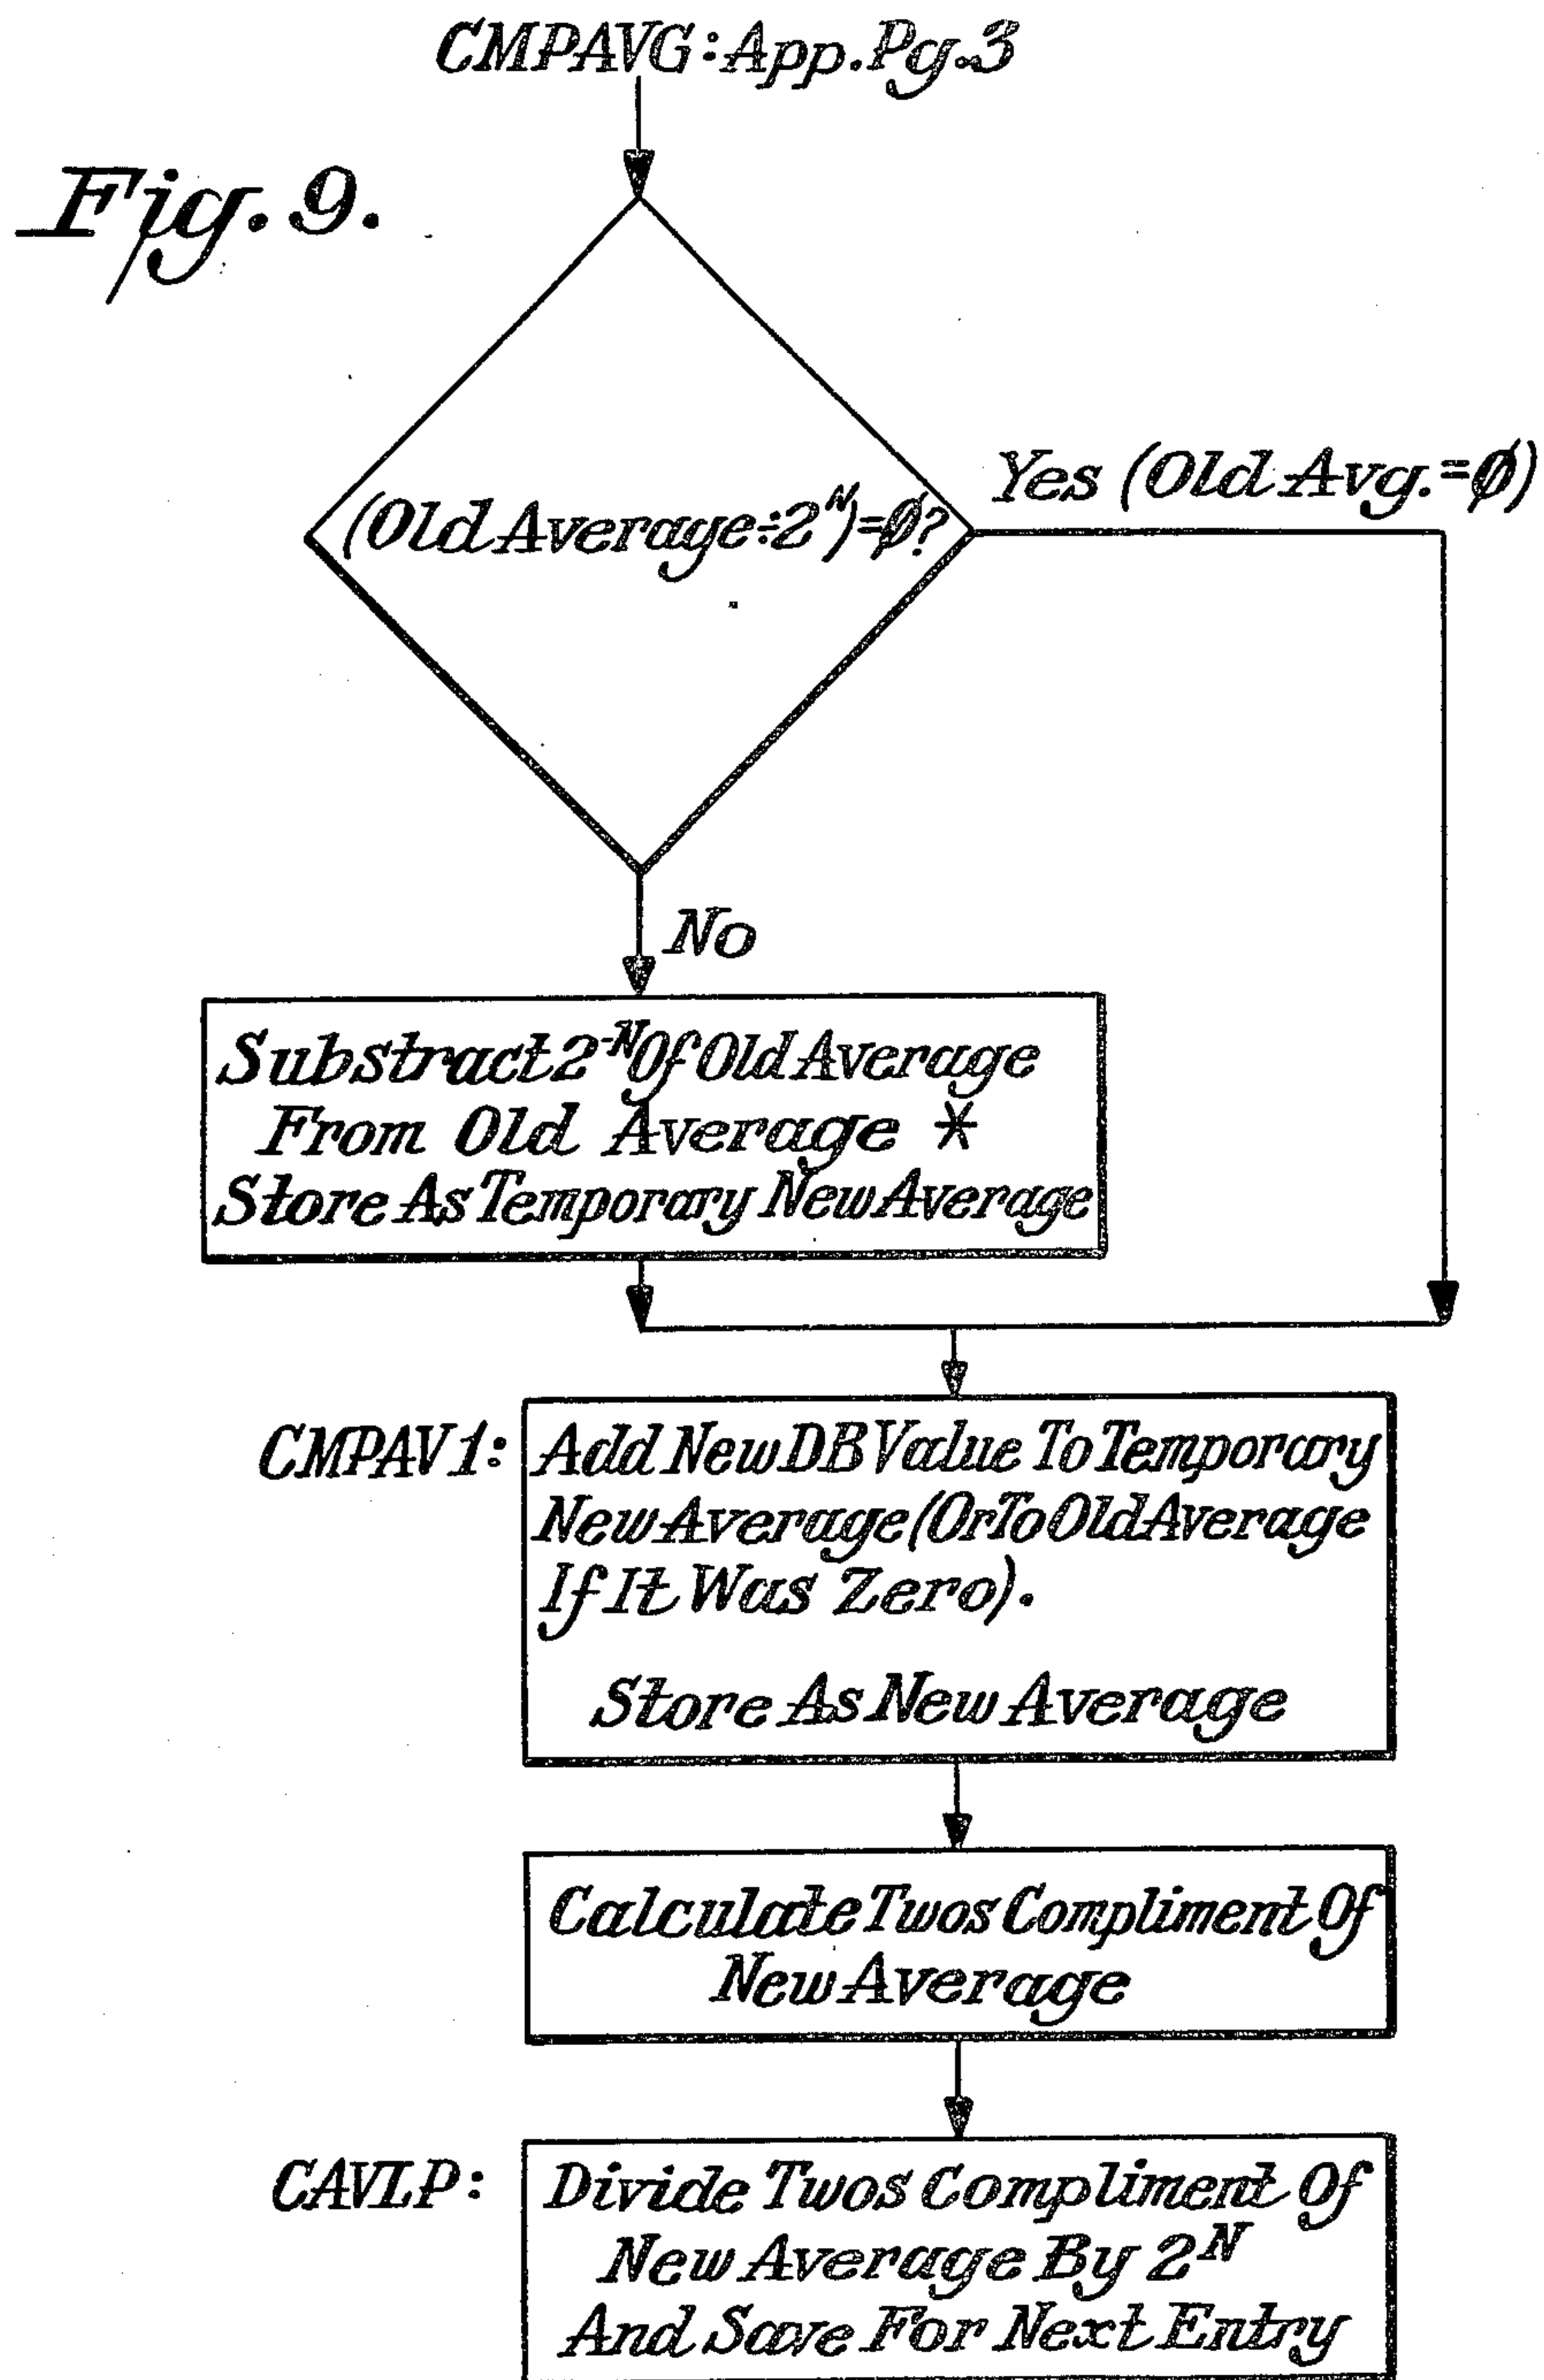 CMPAVG: App. Pg. 3
Fig. 9.
(Old Average÷2ᴺ)=∅?
Yes (Old Avg.=∅)
No
Substract 2⁻ᴺ Of Old Average
From Old Average *
Store As Temporary New Average
CMPAV1:
Add New DB Value To Temporary
New Average (Or To Old Average
If It Was Zero).
Store As New Average
Calculate Twos Compliment Of
New Average
CAVLP:
Divide Twos Compliment Of
New Average By 2ᴺ
And Save For Next Entry